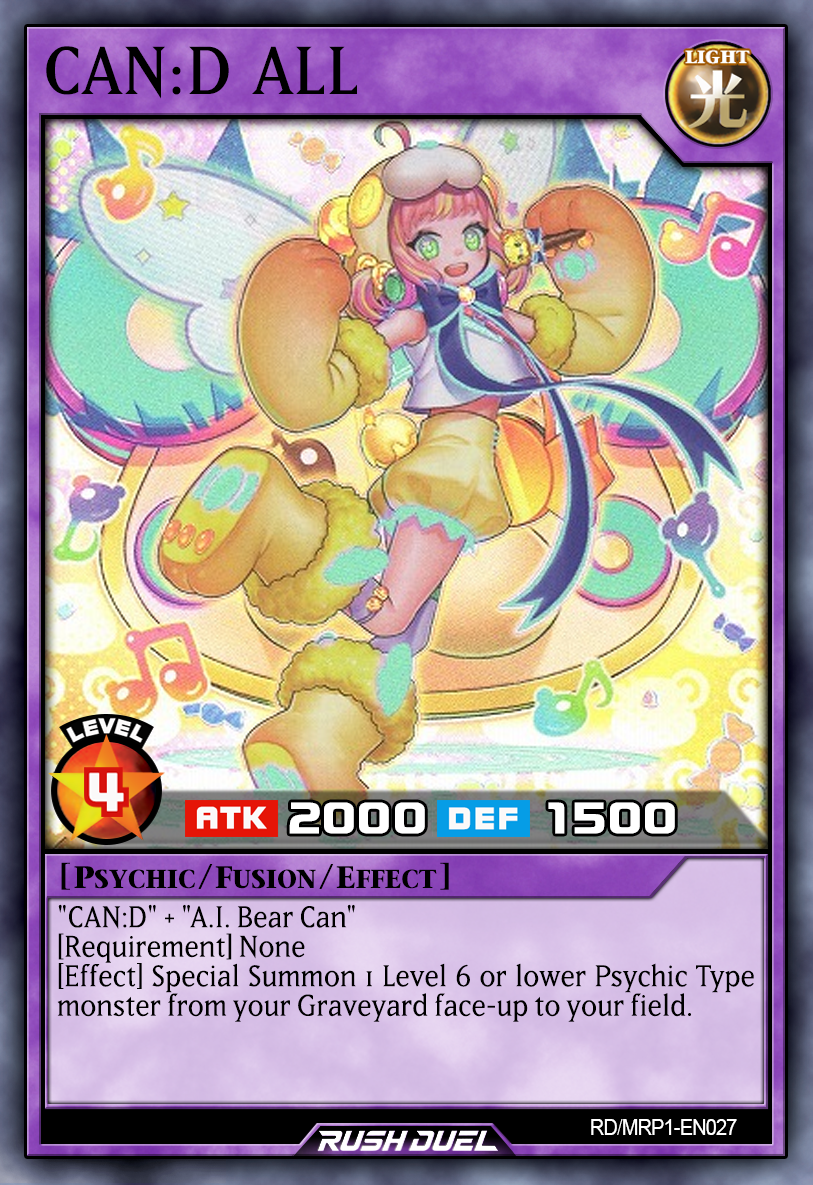 CAN:D ALL
LIGHT
光
LEVEL
4
ATK 2000 DEF 1500
[PSYCHIC/FUSION/EFFECT]
"CAN:D" + "A.I. Bear Can"
[Requirement] None
[Effect] Special Summon 1 Level 6 or lower Psychic Type
monster from your Graveyard face-up to your field.
RD/MRP1-EN027
RUSH DUEL